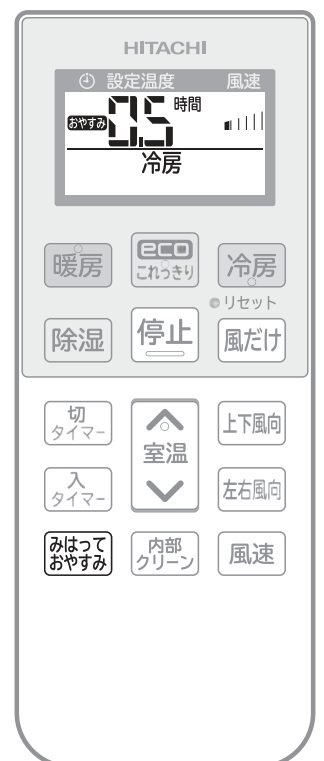 HITACHI
設定温度 風速
おやすみ 0.5 時間
冷房
暖房 eco これっきり 冷房
リセット
除湿 停止 風だけ
切タイマー 室温 上下風向
入タイマー 左右風向
みはっておやすみ 内部クリーン 風速